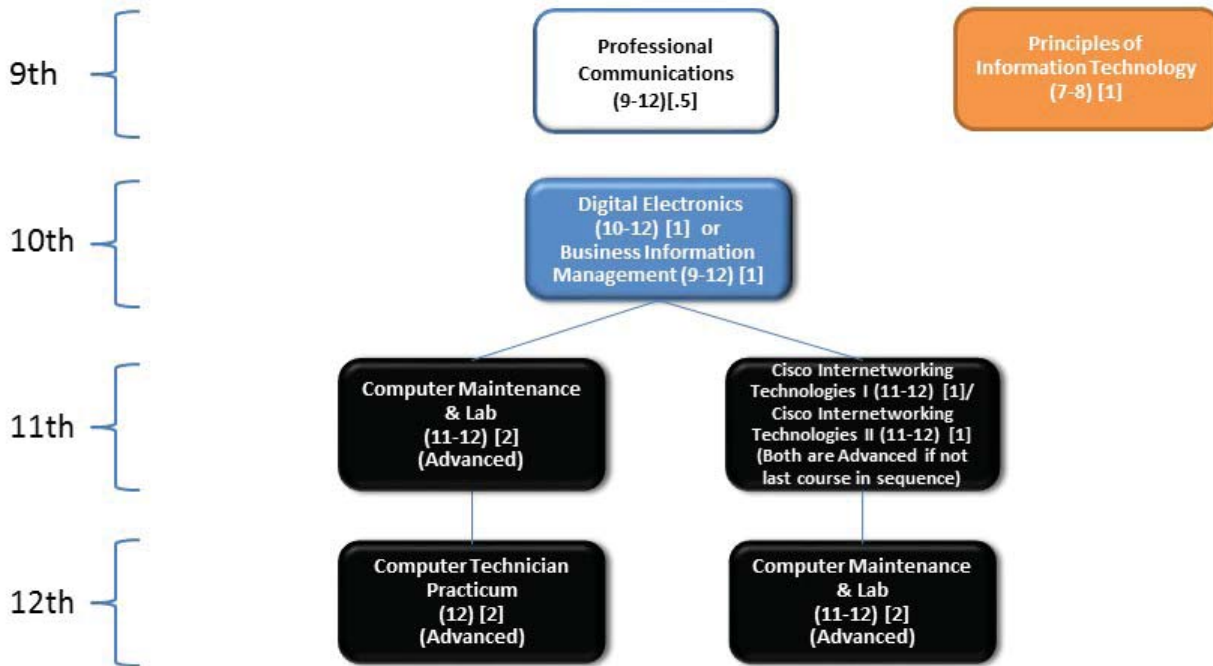 9th
Professional
Communications
(9-12)[.5]
Principles of
Information Technology
(7-8) [1]
10th
Digital Electronics
(10-12) [1] or
Business Information
Management (9-12) [1]
11th
Computer Maintenance
& Lab
(11-12) [2]
(Advanced)
Cisco Internetworking
Technologies I (11-12) [1]/
Cisco Internetworking
Technologies II (11-12) [1]
(Both are Advanced if not
last course in sequence)
12th
Computer Technician
Practicum
(12) [2]
(Advanced)
Computer Maintenance
& Lab
(11-12) [2]
(Advanced)